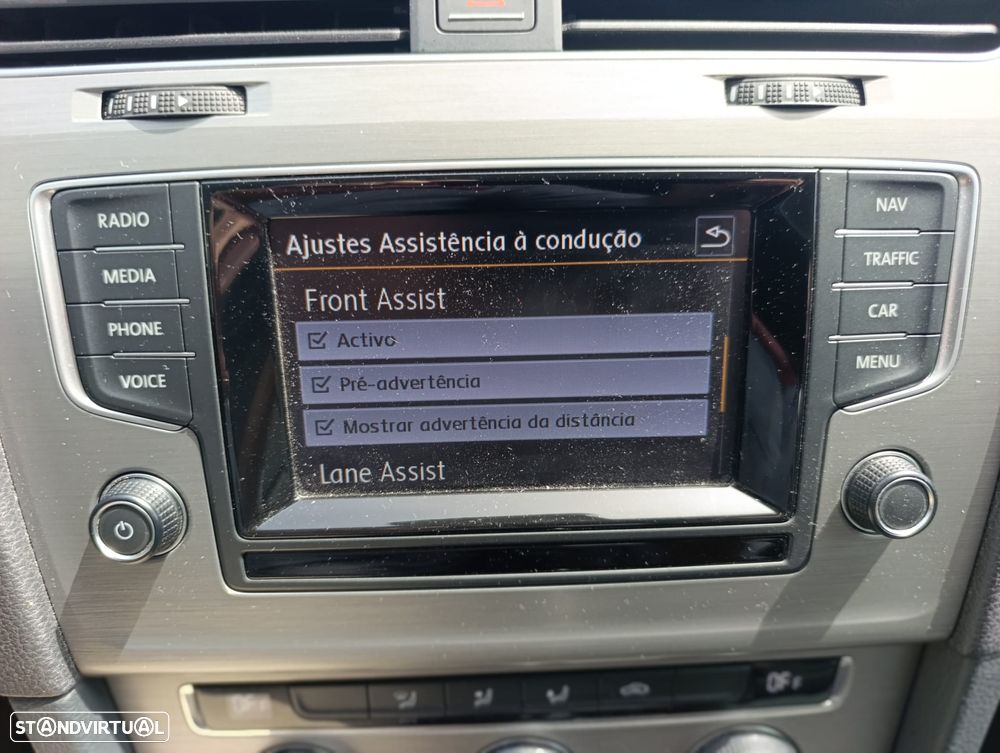 RADIO
MEDIA
PHONE
VOICE
Ajustes Assistência à condução
Front Assist
Activo
Pré-advertência
Mostrar advertência da distância
Lane Assist
NAV
TRAFFIC
CAR
MENU
OFF
STANDVIRTUAL